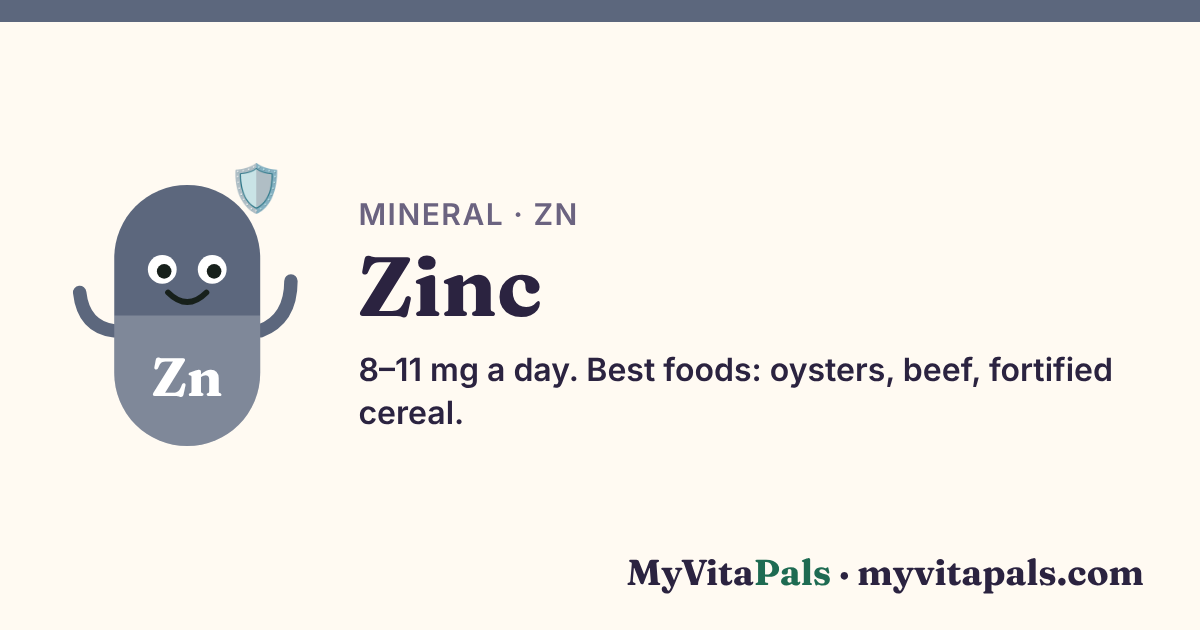 MINERAL · ZN
Zinc
8–11 mg a day. Best foods: oysters, beef, fortified
cereal.
Zn
MyVitaPals · myvitapals.com